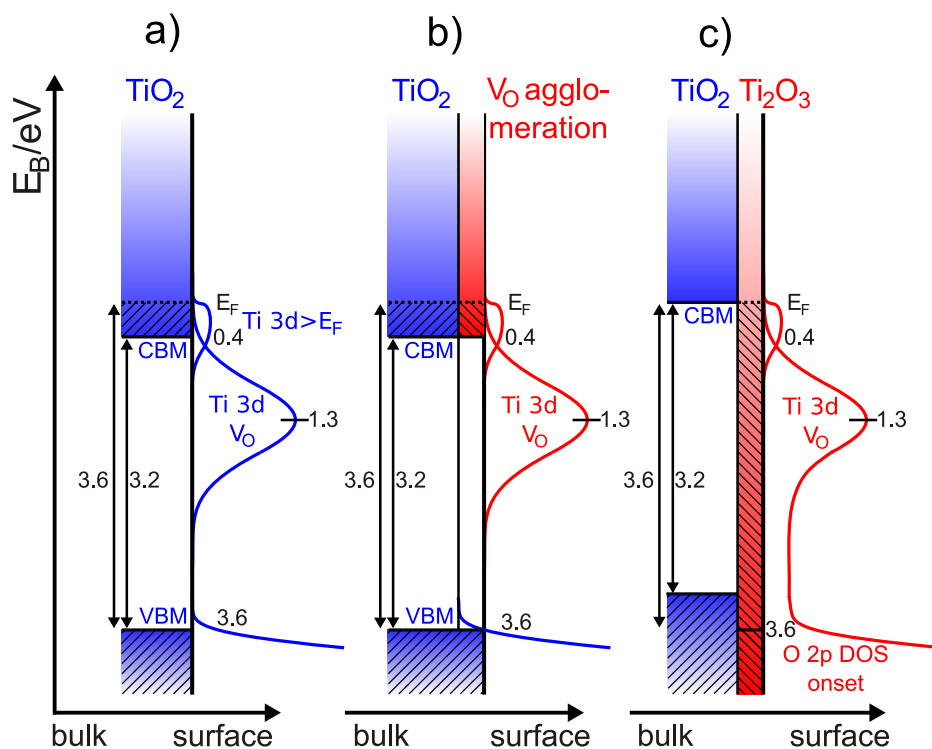 a)
b)
c)
E_B/eV
TiO₂
TiO₂
V_O agglo-
meration
TiO₂
Ti₂O₃
E_F
Ti 3d>E_F
0.4
CBM
Ti 3d
V_O
1.3
3.6
3.2
VBM
3.6
E_F
0.4
CBM
Ti 3d
V_O
1.3
3.6
3.2
VBM
3.6
E_F
CBM
0.4
Ti 3d
V_O
1.3
3.6
3.2
3.6
O 2p DOS
onset
bulk
surface
bulk
surface
bulk
surface